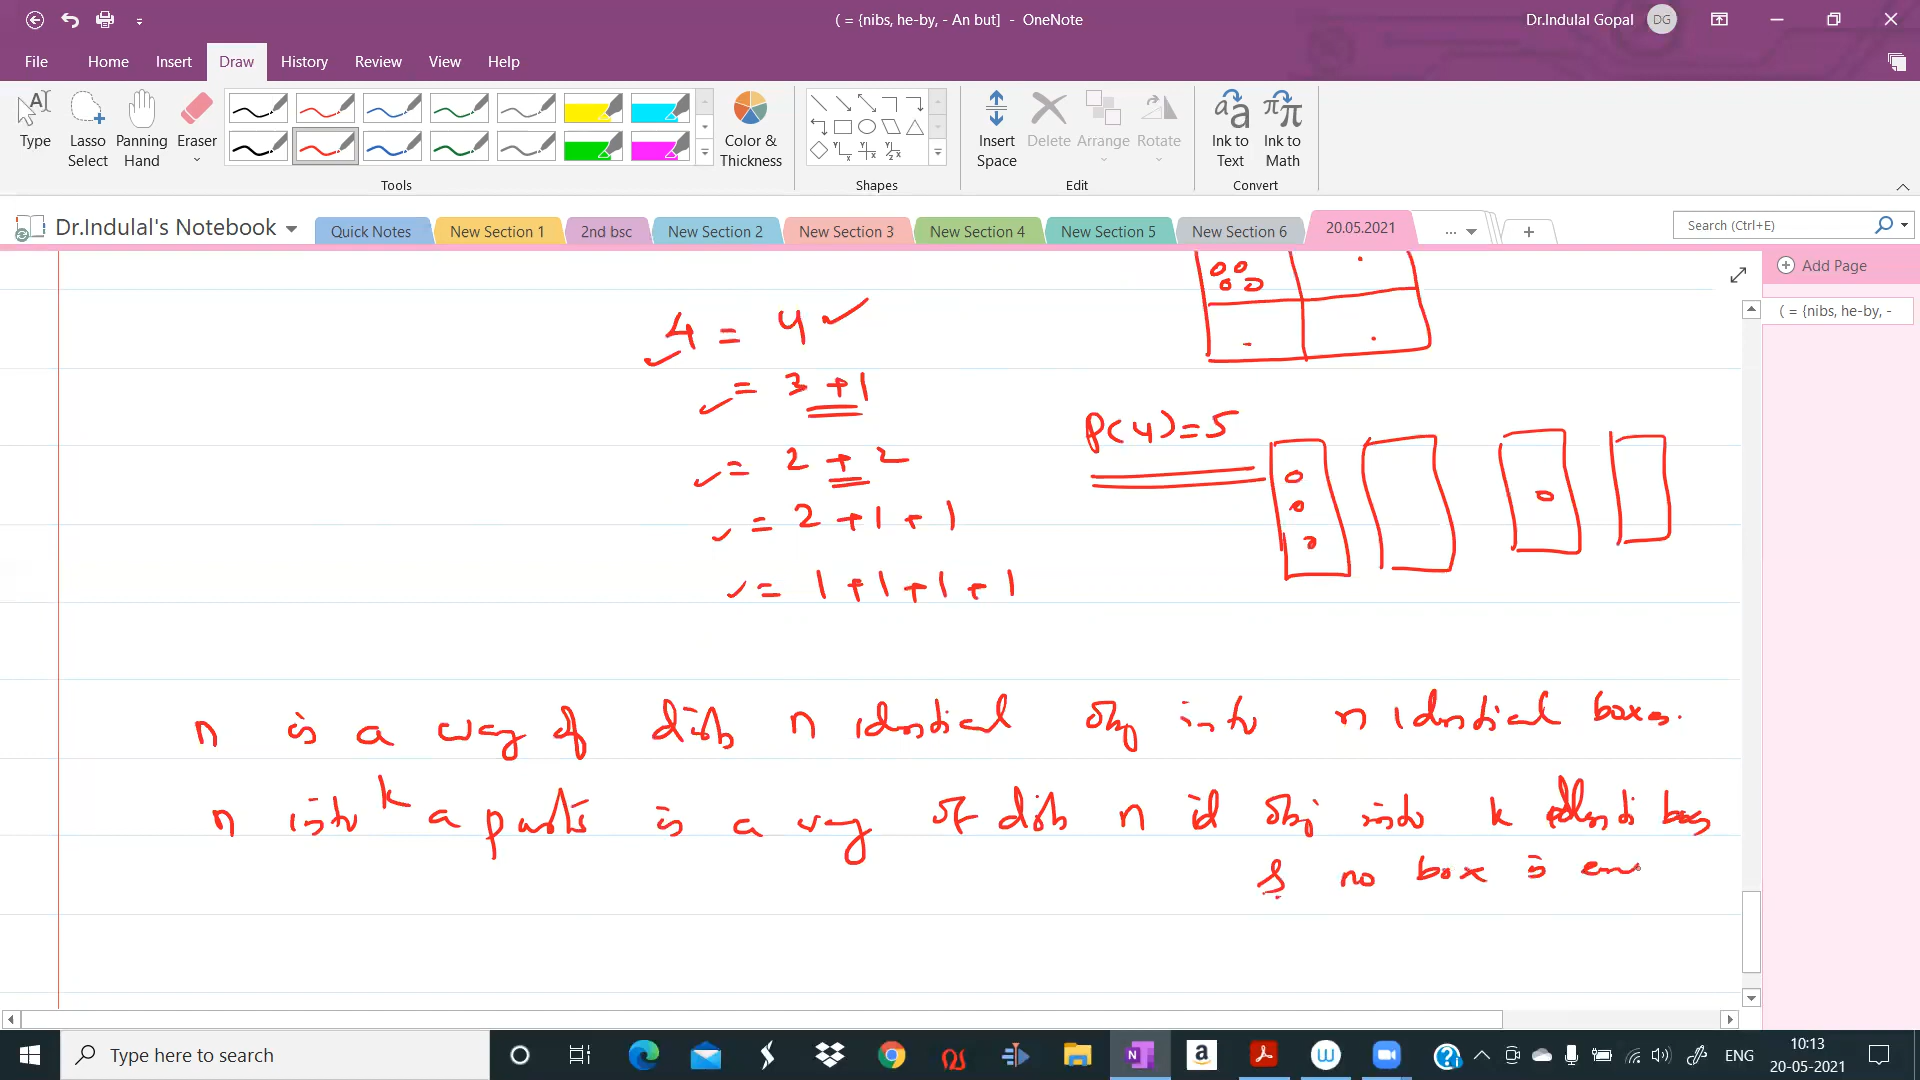 ( = {nibs, he-by, - An but] - OneNote
Dr.Indulal Gopal DG
File Home Insert Draw History Review View Help
Type Lasso Select Panning Hand Eraser Color & Thickness Insert Space Delete Arrange Rotate Ink to Text Ink to Math
Tools Shapes Edit Convert
Dr.Indulal's Notebook Quick Notes New Section 1 2nd bsc New Section 2 New Section 3 New Section 4 New Section 5 New Section 6 20.05.2021 ... Search (Ctrl+E)
Add Page
( = {nibs, he-by, -
4 = 4
= 3 + 1
P(4) = 5
= 2 + 2
= 2 + 1 + 1
= 1 + 1 + 1 + 1
n is a way of dist n identical obj into n identical boxes.
n into k a parts is a way of dist n id obj into k box
& no box is em
Type here to search
ENG
10:13
20-05-2021